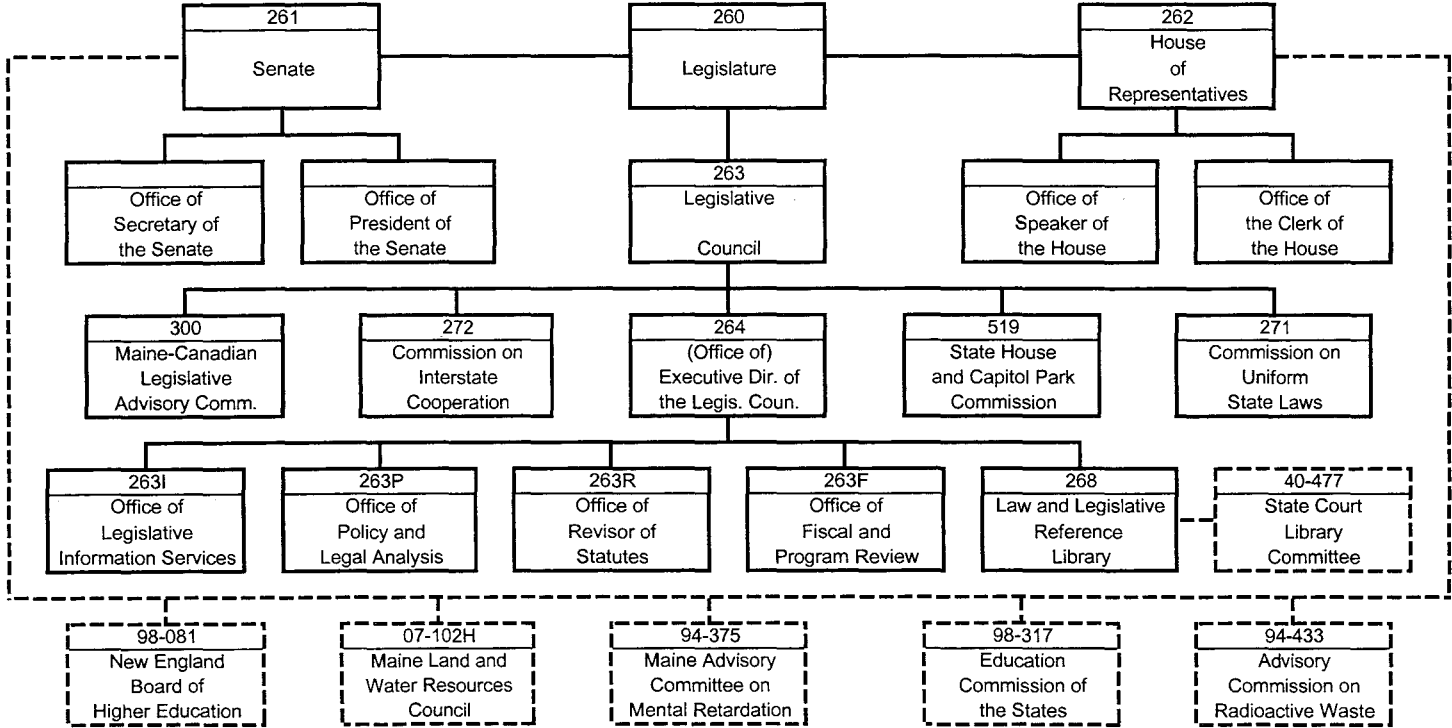 261
Senate
260
Legislature
262
House
of
Representatives
Office of
Secretary of
the Senate
Office of
President of
the Senate
263
Legislative
Council
Office of
Speaker of
the House
Office of
the Clerk of
the House
300
Maine-Canadian
Legislative
Advisory Comm.
272
Commission on
Interstate
Cooperation
264
(Office of)
Executive Dir. of
the Legis. Coun.
519
State House
and Capitol Park
Commission
271
Commission on
Uniform
State Laws
263I
Office of
Legislative
Information Services
263P
Office of
Policy and
Legal Analysis
263R
Office of
Revisor of
Statutes
263F
Office of
Fiscal and
Program Review
268
Law and Legislative
Reference
Library
40-477
State Court
Library
Committee
98-081
New England
Board of
Higher Education
07-102H
Maine Land and
Water Resources
Council
94-375
Maine Advisory
Committee on
Mental Retardation
98-317
Education
Commission of
the States
94-433
Advisory
Commission on
Radioactive Waste